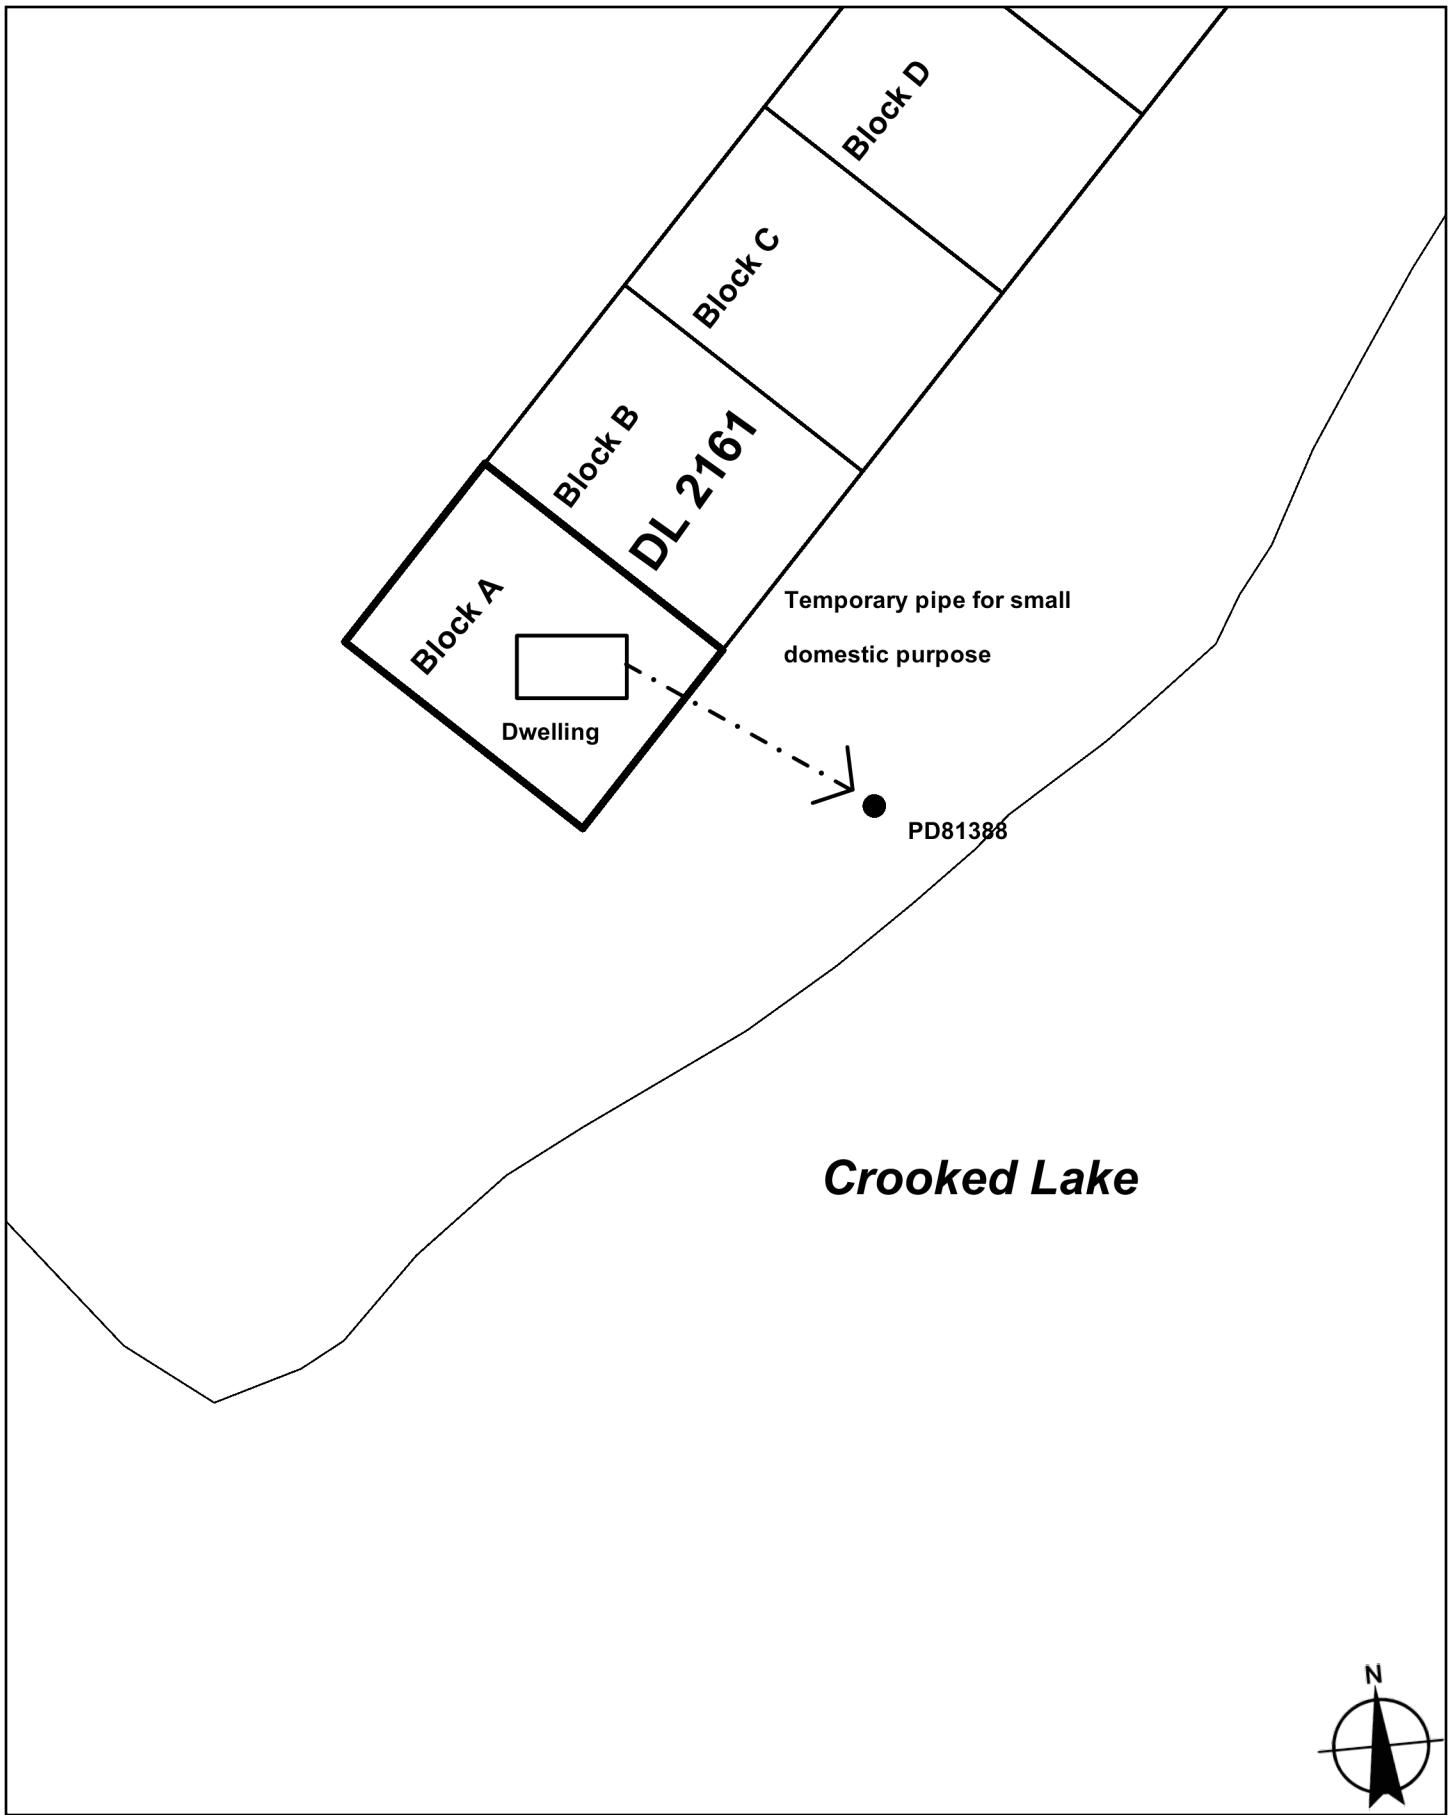 Block D
Block C
Block B
DL 2161
Block A
Temporary pipe for small
domestic purpose
Dwelling
PD81388
Crooked Lake
N